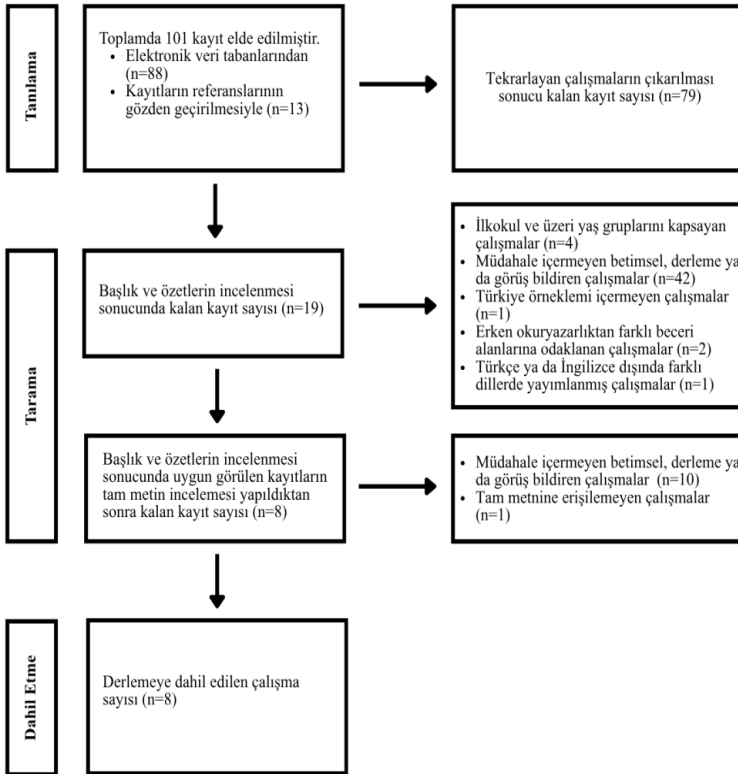 Tanılama
Toplamda 101 kayıt elde edilmiştir.
• Elektronik veri tabanlarından
(n=88)
• Kayıtların referanslarının
gözden geçirilmesiyle (n=13)
Tekrarlayan çalışmaların çıkarılması
sonucu kalan kayıt sayısı (n=79)
Tarama
Başlık ve özetlerin incelenmesi
sonucunda kalan kayıt sayısı (n=19)
• İlkokul ve üzeri yaş gruplarını kapsayan
çalışmalar (n=4)
• Müdahale içermeyen betimsel, derleme ya
da görüş bildiren çalışmalar (n=42)
• Türkiye örneklemi içermeyen çalışmalar
(n=1)
• Erken okuryazarlıktan farklı beceri
alanlarına odaklanan çalışmalar (n=2)
• Türkçe ya da İngilizce dışında farklı
dillerde yayımlanmış çalışmalar (n=1)
Başlık ve özetlerin incelenmesi
sonucunda uygun görülen kayıtların
tam metin incelemesi yapıldıktan
sonra kalan kayıt sayısı (n=8)
• Müdahale içermeyen betimsel, derleme ya
da görüş bildiren çalışmalar (n=10)
• Tam metnine erişilemeyen çalışmalar
(n=1)
Dahil Etme
Derlemeye dahil edilen çalışma
sayısı (n=8)